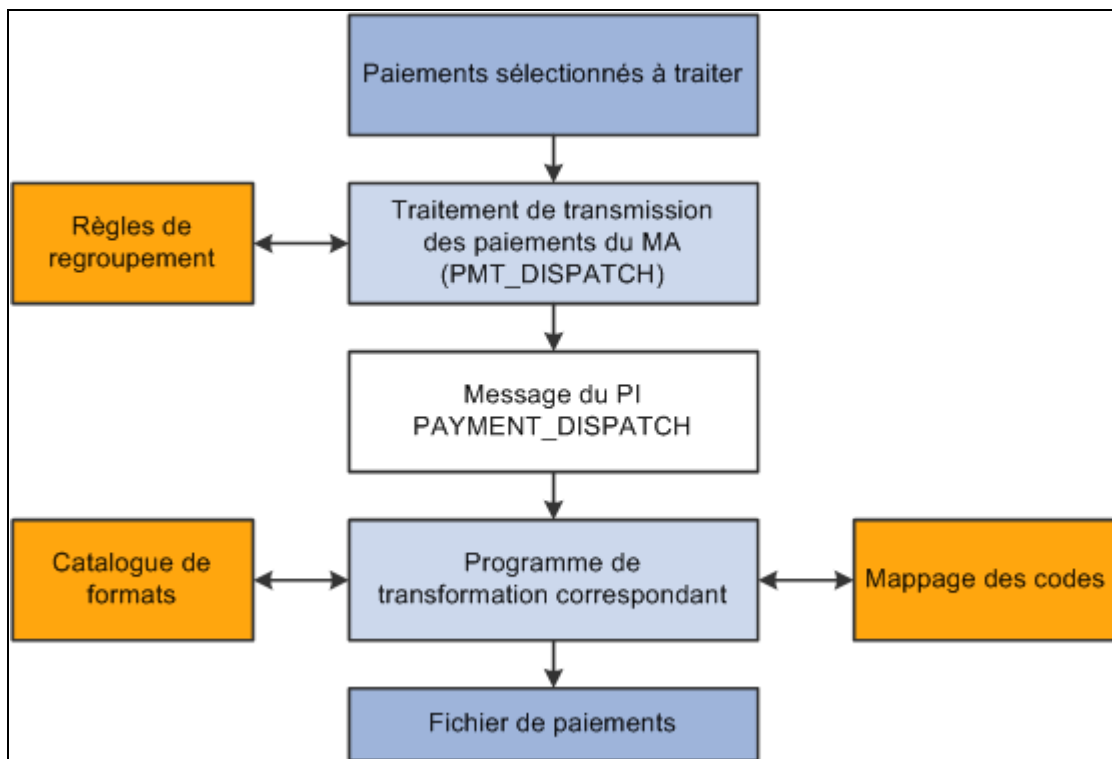 Paiements sélectionnés à traiter
Règles de
regroupement
Traitement de transmission
des paiements du MA
(PMT_DISPATCH)
Message du PI
PAYMENT_DISPATCH
Catalogue de
formats
Programme de
transformation correspondant
Mappage des codes
Fichier de paiements